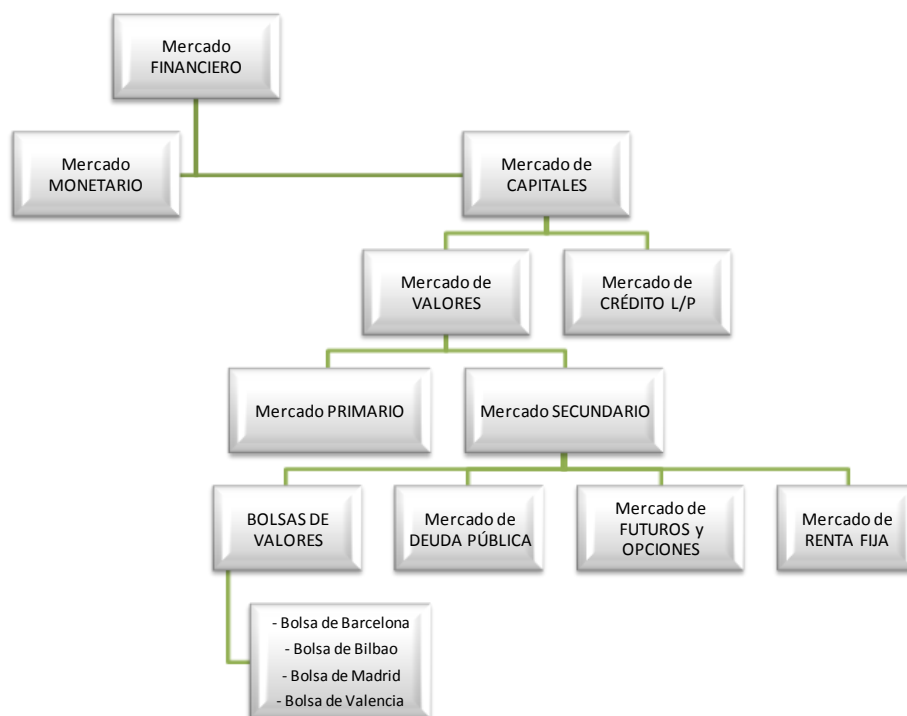 Mercado
FINANCIERO
Mercado
MONETARIO
Mercado de
CAPITALES
Mercado de
VALORES
Mercado de
CRÉDITO L/P
Mercado PRIMARIO
Mercado SECUNDARIO
BOLSAS DE
VALORES
Mercado de
DEUDA PÚBLICA
Mercado de
FUTUROS y
OPCIONES
Mercado de
RENTA FIJA
- Bolsa de Barcelona
- Bolsa de Bilbao
- Bolsa de Madrid
- Bolsa de Valencia